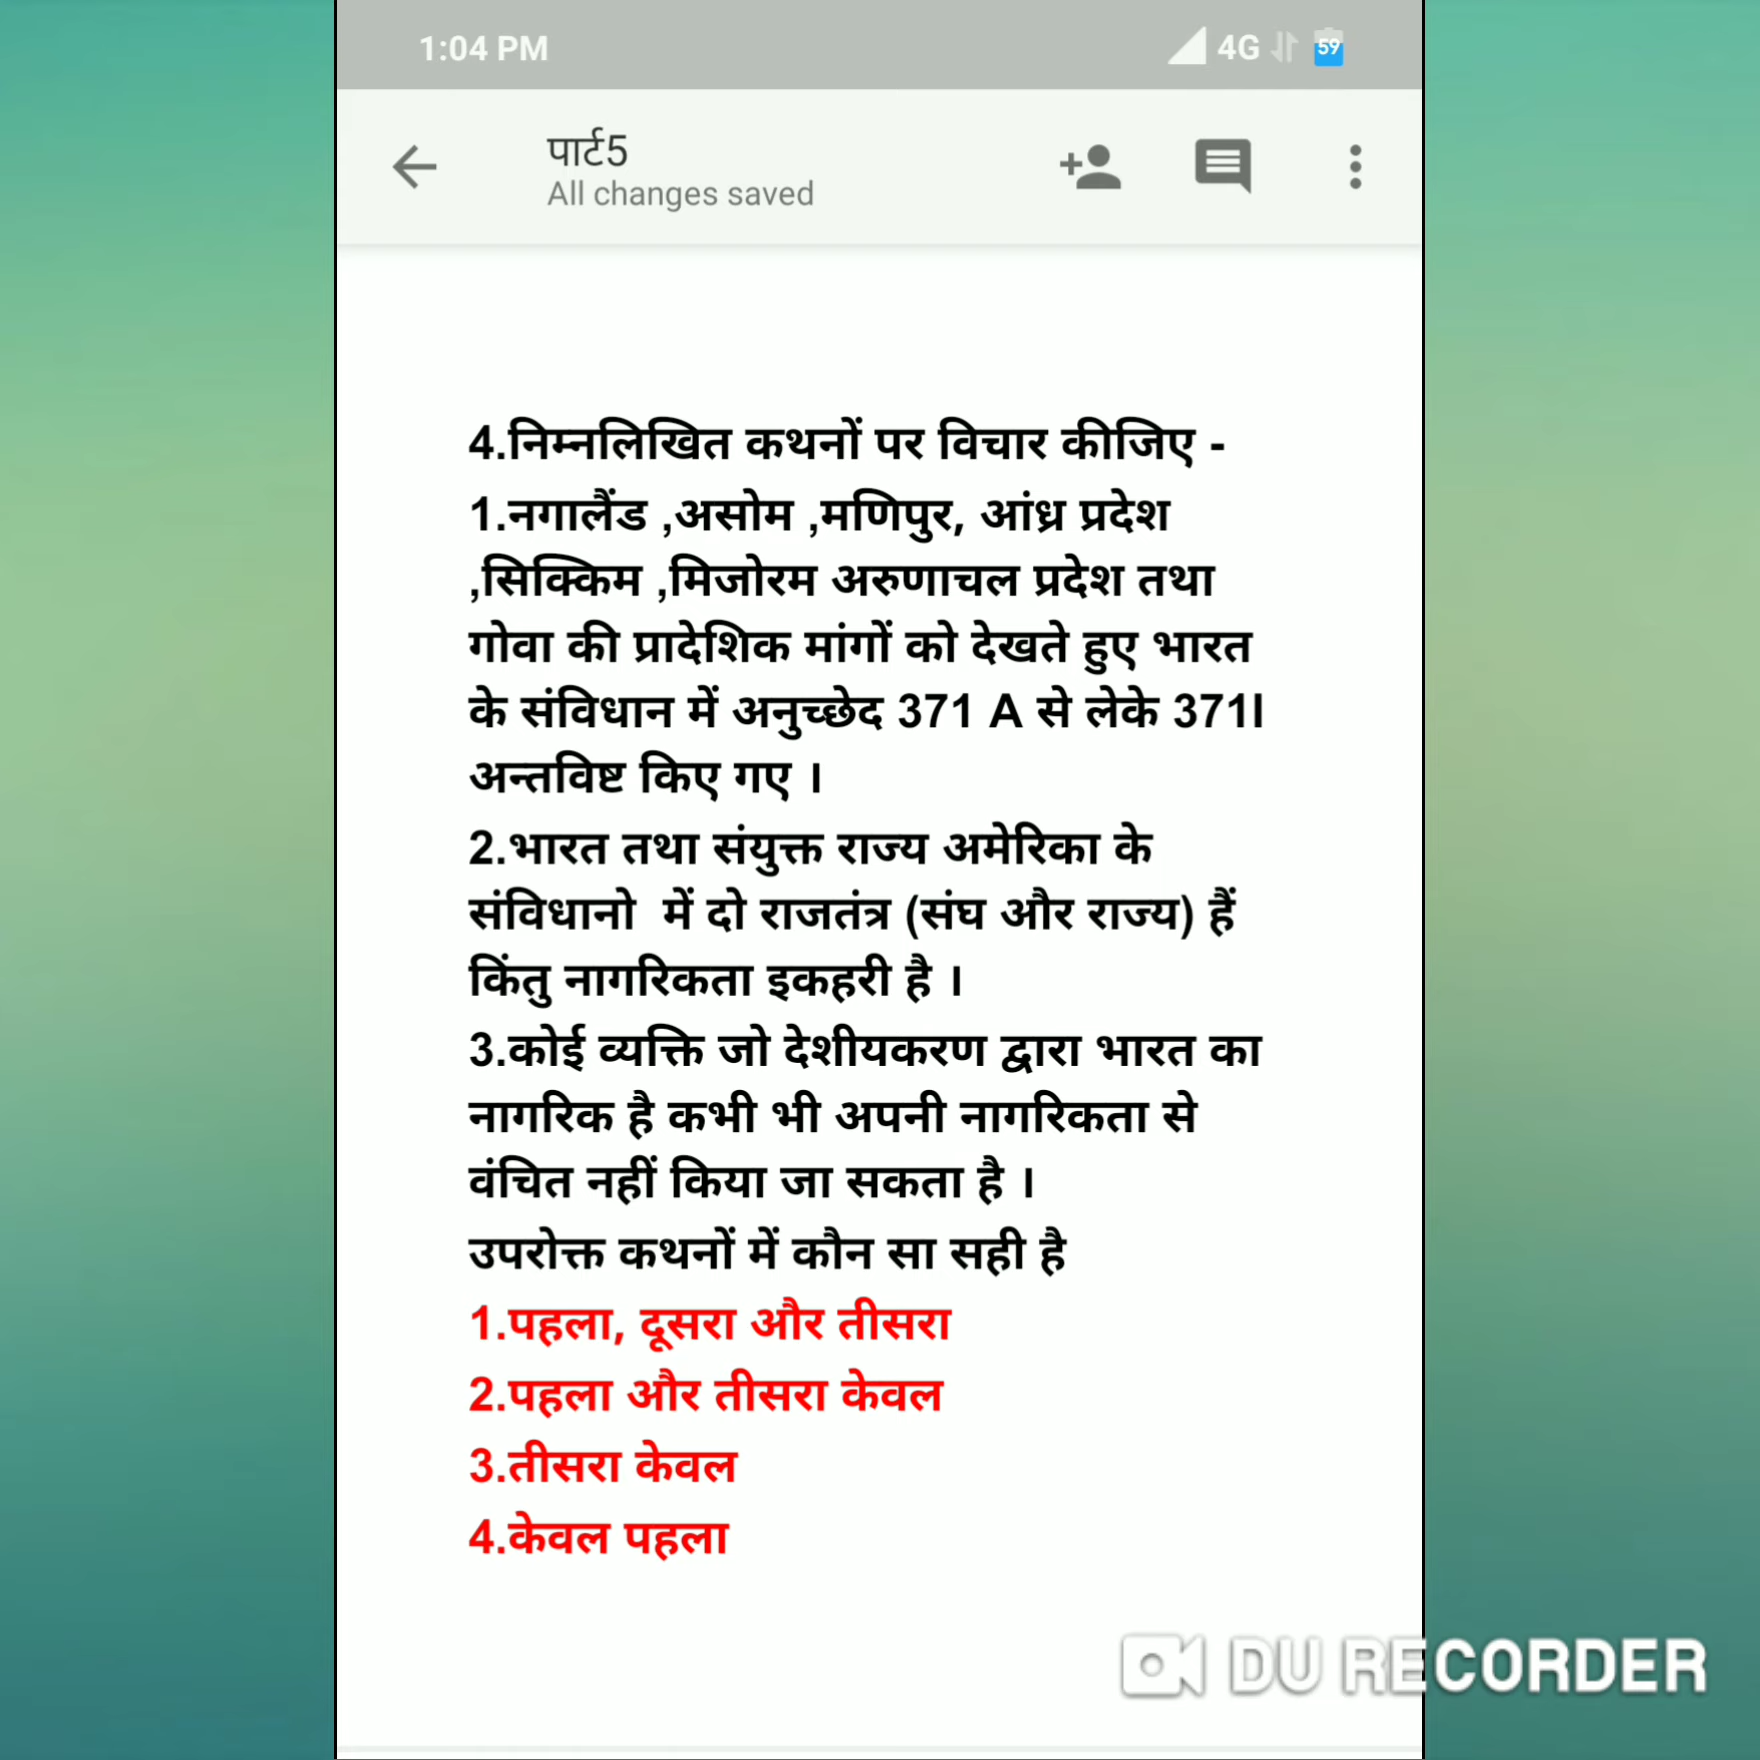 1:04 PM
4G
59
पार्ट5
All changes saved
4.निम्नलिखित कथनों पर विचार कीजिए -
1.नगालैंड ,असोम ,मणिपुर, आंध्र प्रदेश
,सिक्किम ,मिजोरम अरुणाचल प्रदेश तथा
गोवा की प्रादेशिक मांगों को देखते हुए भारत
के संविधान में अनुच्छेद 371 A से लेके 371I
अन्तविष्ट किए गए ।
2.भारत तथा संयुक्त राज्य अमेरिका के
संविधानो  में दो राजतंत्र (संघ और राज्य) हैं
किंतु नागरिकता इकहरी है ।
3.कोई व्यक्ति जो देशीयकरण द्वारा भारत का
नागरिक है कभी भी अपनी नागरिकता से
वंचित नहीं किया जा सकता है ।
उपरोक्त कथनों में कौन सा सही है
1.पहला, दूसरा और तीसरा
2.पहला और तीसरा केवल
3.तीसरा केवल
4.केवल पहला
DU RECORDER